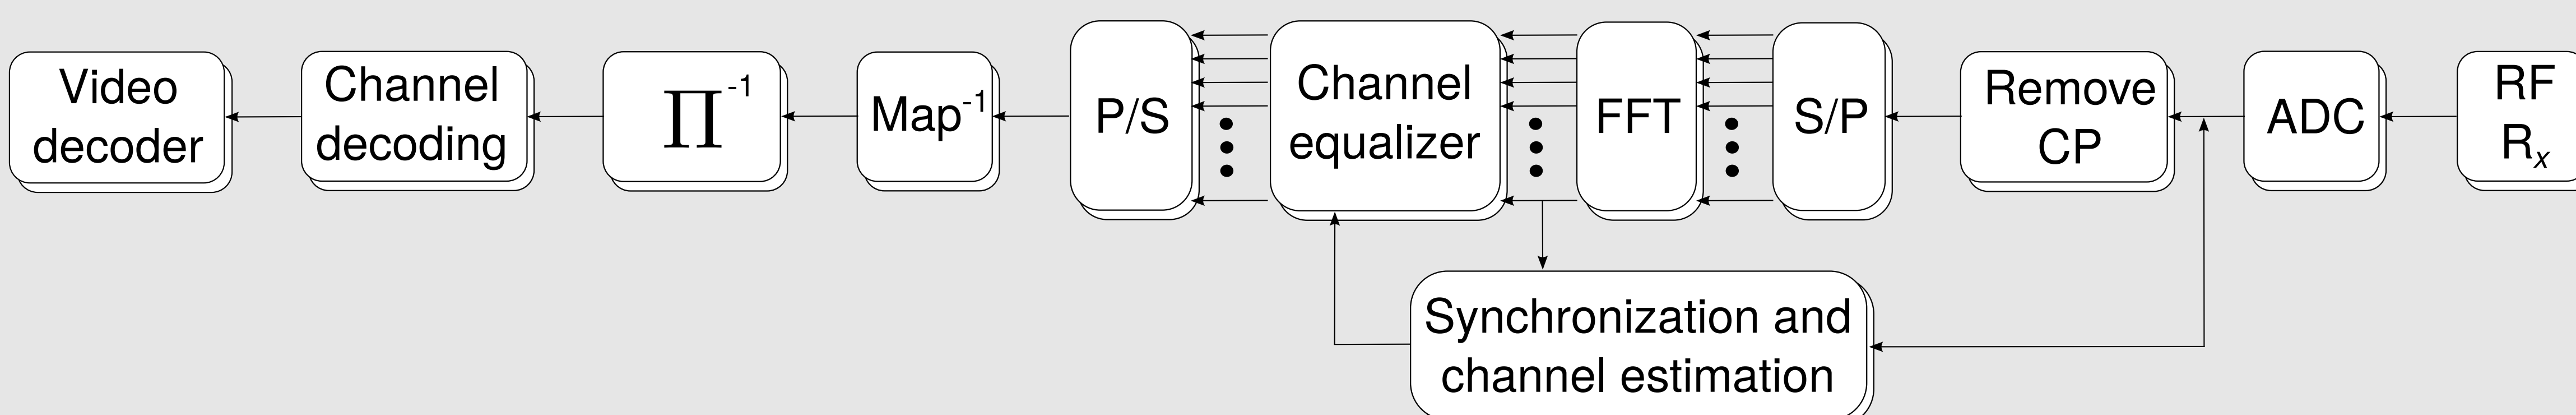 Video
decoder
Channel
decoding
Π⁻¹
Map⁻¹
P/S
Channel
equalizer
FFT
S/P
Remove
CP
ADC
RF
Rₓ
Synchronization and
channel estimation